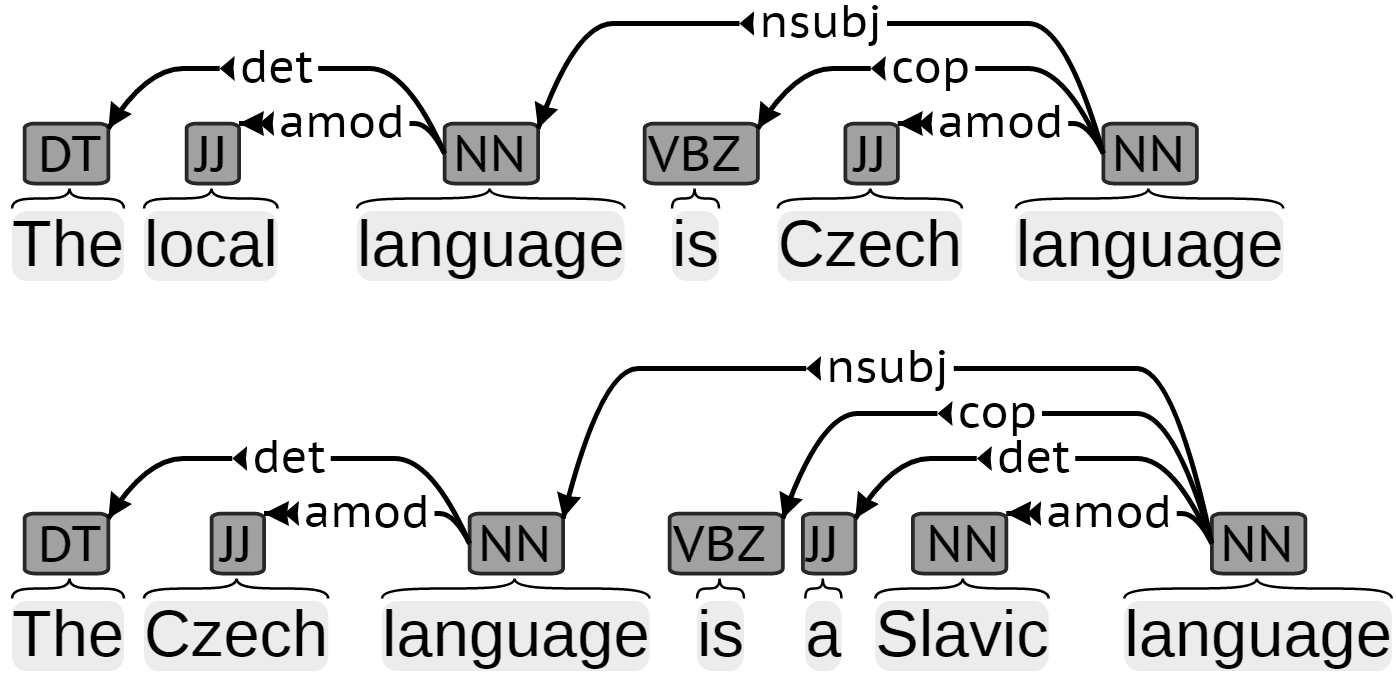 nsubj
det cop
amod amod
DT JJ NN VBZ JJ NN
The local language is Czech language
nsubj
cop
det det
amod amod
DT JJ NN VBZ JJ NN NN
The Czech language is a Slavic language